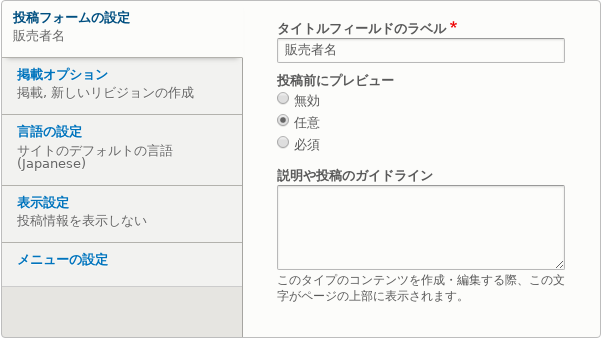 投稿フォームの設定
販売者名
掲載オプション
掲載, 新しいリビジョンの作成
言語の設定
サイトのデフォルトの言語
(Japanese)
表示設定
投稿情報を表示しない
メニューの設定
タイトルフィールドのラベル *
販売者名
投稿前にプレビュー
無効
任意
必須
説明や投稿のガイドライン
このタイプのコンテンツを作成・編集する際、この文
字がページの上部に表示されます。